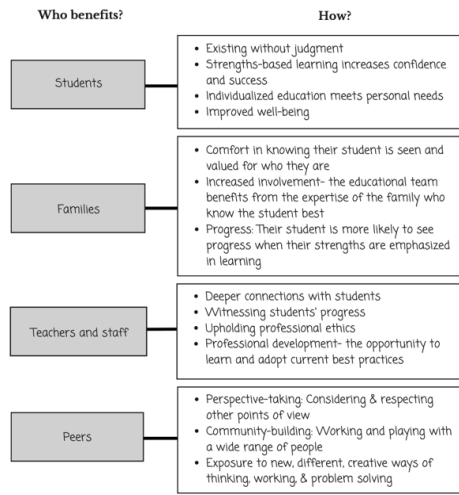 Who benefits?
How?
Students
• Existing without judgment
• Strengths-based learning increases confidence
and success
• Individualized education meets personal needs
• Improved well-being
Families
• Comfort in knowing their student is seen and
valued for who they are
• Increased involvement- the educational team
benefits from the expertise of the family who
know the student best
• Progress: Their student is more likely to see
progress when their strengths are emphasized
in learning
Teachers and staff
• Deeper connections with students
• Witnessing students' progress
• Upholding professional ethics
• Professional development- the opportunity to
learn and adopt current best practices
Peers
• Perspective-taking: Considering & respecting
other points of view
• Community-building: Working and playing with
a wide range of people
• Exposure to new, different, creative ways of
thinking, working, & problem solving